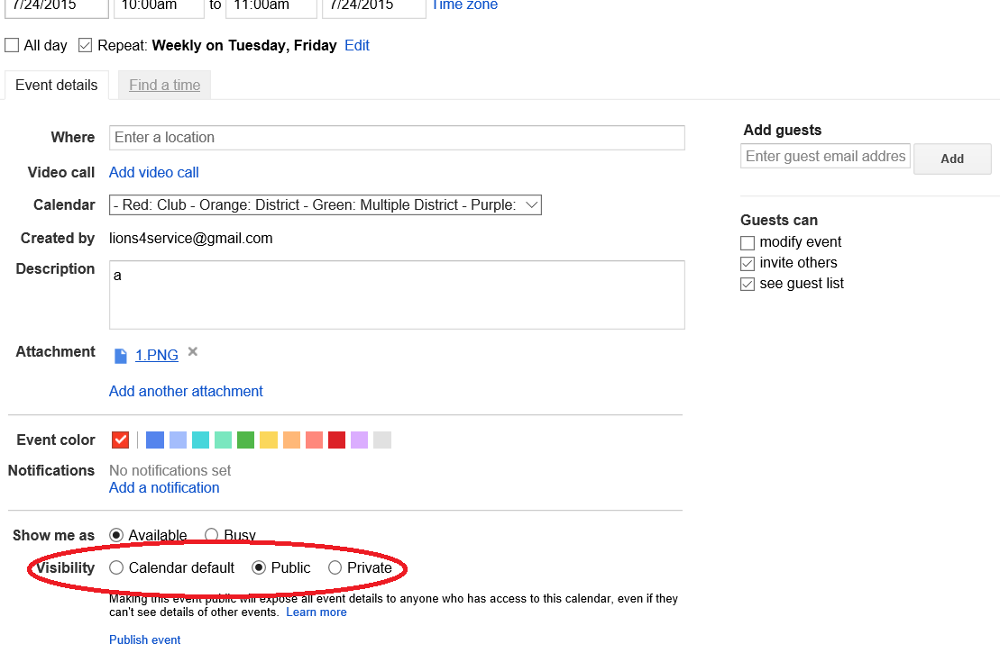 7/24/2015 10:00am to 11:00am 7/24/2015 Time zone
All day Repeat: Weekly on Tuesday, Friday Edit
Event details Find a time
Where Enter a location
Video call Add video call
Calendar - Red: Club - Orange: District - Green: Multiple District - Purple:
Created by lions4service@gmail.com
Description a
Attachment 1.PNG
Add another attachment
Event color
Notifications No notifications set
Add a notification
Show me as Available Busy
Visibility Calendar default Public Private
Making this event public will expose all event details to anyone who has access to this calendar, even if they
can't see details of other events. Learn more
Publish event
Add guests
Enter guest email addres Add
Guests can
modify event
invite others
see guest list